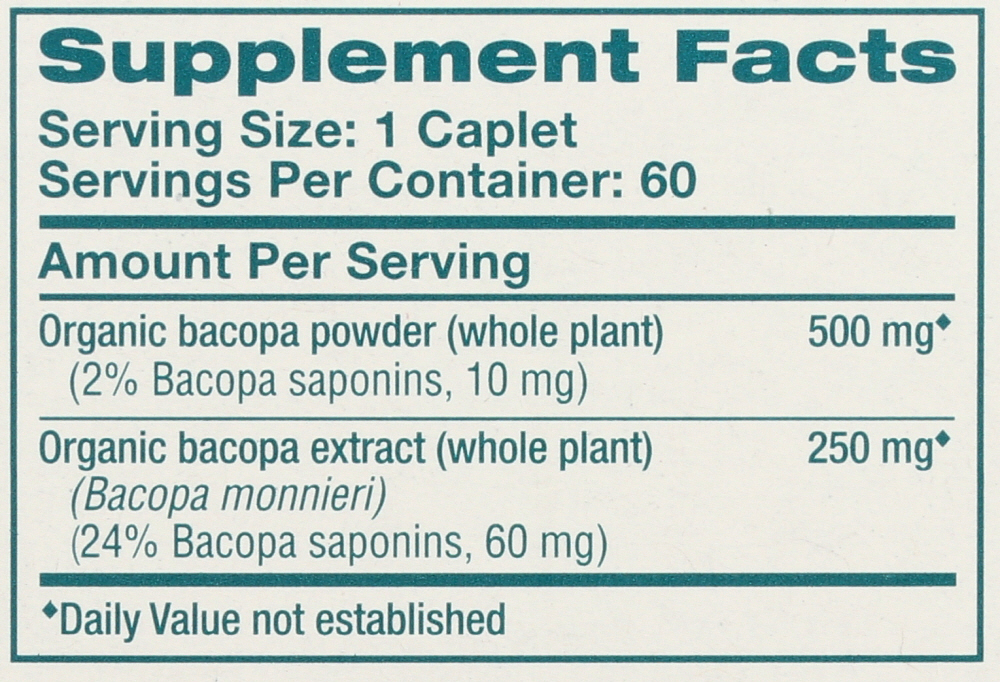 Supplement Facts
Serving Size: 1 Caplet
Servings Per Container: 60
Amount Per Serving
Organic bacopa powder (whole plant) 500 mg♦
(2% Bacopa saponins, 10 mg)
Organic bacopa extract (whole plant) 250 mg♦
(Bacopa monnieri)
(24% Bacopa saponins, 60 mg)
♦Daily Value not established